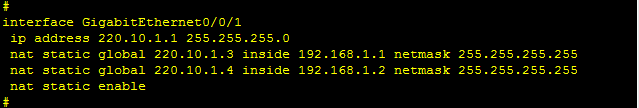 #
interface GigabitEthernet0/0/1
 ip address 220.10.1.1 255.255.255.0
 nat static global 220.10.1.3 inside 192.168.1.1 netmask 255.255.255.255
 nat static global 220.10.1.4 inside 192.168.1.2 netmask 255.255.255.255
 nat static enable
#